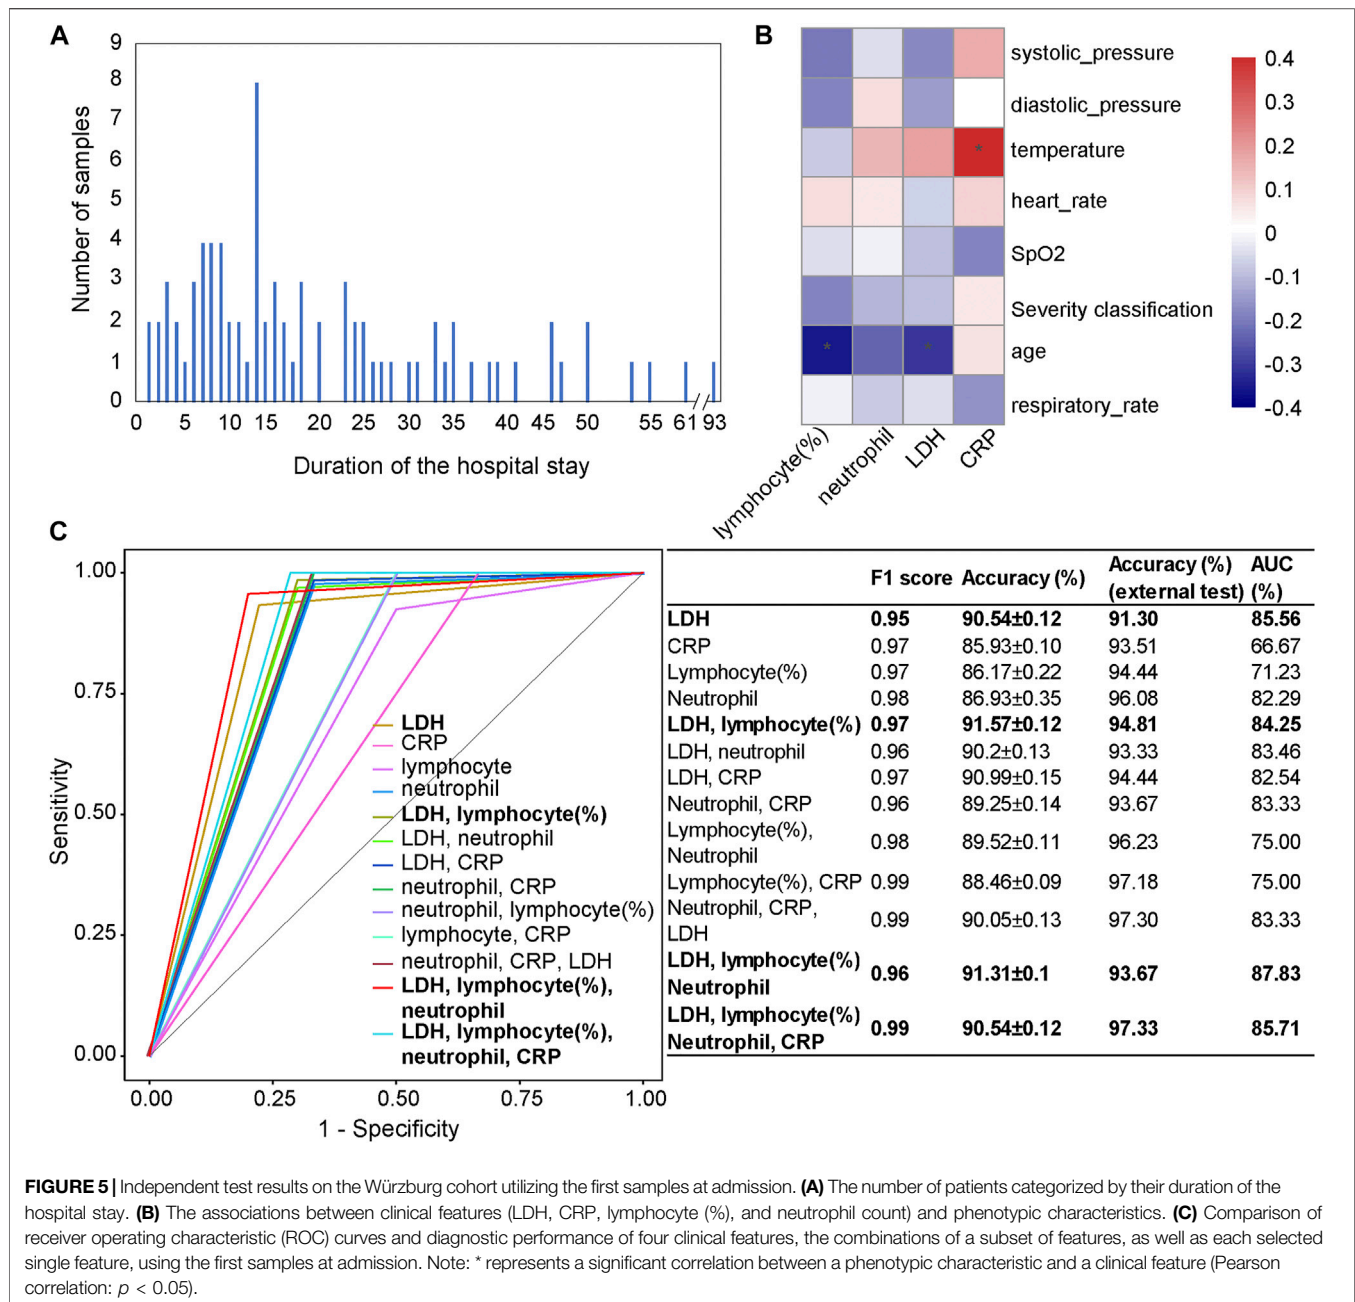 A
9
8
7
6
5
4
3
2
1
0
Number of samples
0 5 10 15 20 25 30 35 40 45 50 55 61 93
Duration of the hospital stay
B
systolic_pressure
diastolic_pressure
temperature
heart_rate
SpO2
Severity classification
age
respiratory_rate
*
* *
lymphocyte(%)
neutrophil
LDH
CRP
0.4
0.3
0.2
0.1
0
-0.1
-0.2
-0.3
-0.4
C
1.00
0.75
0.50
0.25
0.00
Sensitivity
0.00 0.25 0.50 0.75 1.00
1 - Specificity
LDH
CRP
lymphocyte
neutrophil
LDH, lymphocyte(%)
LDH, neutrophil
LDH, CRP
neutrophil, CRP
neutrophil, lymphocyte(%)
lymphocyte, CRP
neutrophil, CRP, LDH
LDH, lymphocyte(%),
neutrophil
LDH, lymphocyte(%),
neutrophil, CRP
F1 score Accuracy (%) Accuracy (%) AUC
(external test) (%)
LDH 0.95 90.54±0.12 91.30 85.56
CRP 0.97 85.93±0.10 93.51 66.67
Lymphocyte(%) 0.97 86.17±0.22 94.44 71.23
Neutrophil 0.98 86.93±0.35 96.08 82.29
LDH, lymphocyte(%) 0.97 91.57±0.12 94.81 84.25
LDH, neutrophil 0.96 90.2±0.13 93.33 83.46
LDH, CRP 0.97 90.99±0.15 94.44 82.54
Neutrophil, CRP 0.96 89.25±0.14 93.67 83.33
Lymphocyte(%),
Neutrophil 0.98 89.52±0.11 96.23 75.00
Lymphocyte(%), CRP 0.99 88.46±0.09 97.18 75.00
Neutrophil, CRP,
LDH 0.99 90.05±0.13 97.30 83.33
LDH, lymphocyte(%)
Neutrophil 0.96 91.31±0.1 93.67 87.83
LDH, lymphocyte(%)
Neutrophil, CRP 0.99 90.54±0.12 97.33 85.71
FIGURE 5 | Independent test results on the Würzburg cohort utilizing the first samples at admission. (A) The number of patients categorized by their duration of the
hospital stay. (B) The associations between clinical features (LDH, CRP, lymphocyte (%), and neutrophil count) and phenotypic characteristics. (C) Comparison of
receiver operating characteristic (ROC) curves and diagnostic performance of four clinical features, the combinations of a subset of features, as well as each selected
single feature, using the first samples at admission. Note: * represents a significant correlation between a phenotypic characteristic and a clinical feature (Pearson
correlation: p < 0.05).